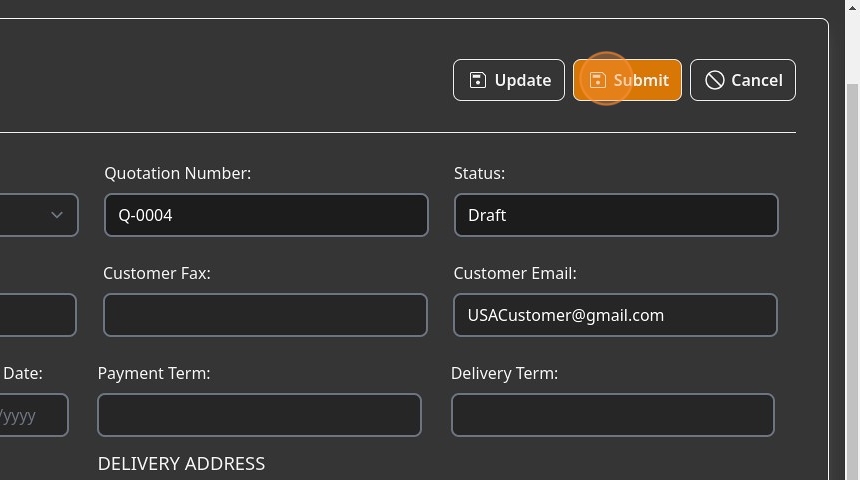 Update Submit Cancel
Quotation Number: Status:
Q-0004 Draft
Customer Fax: Customer Email:
USACustomer@gmail.com
Date: Payment Term: Delivery Term:
/yyyy
DELIVERY ADDRESS